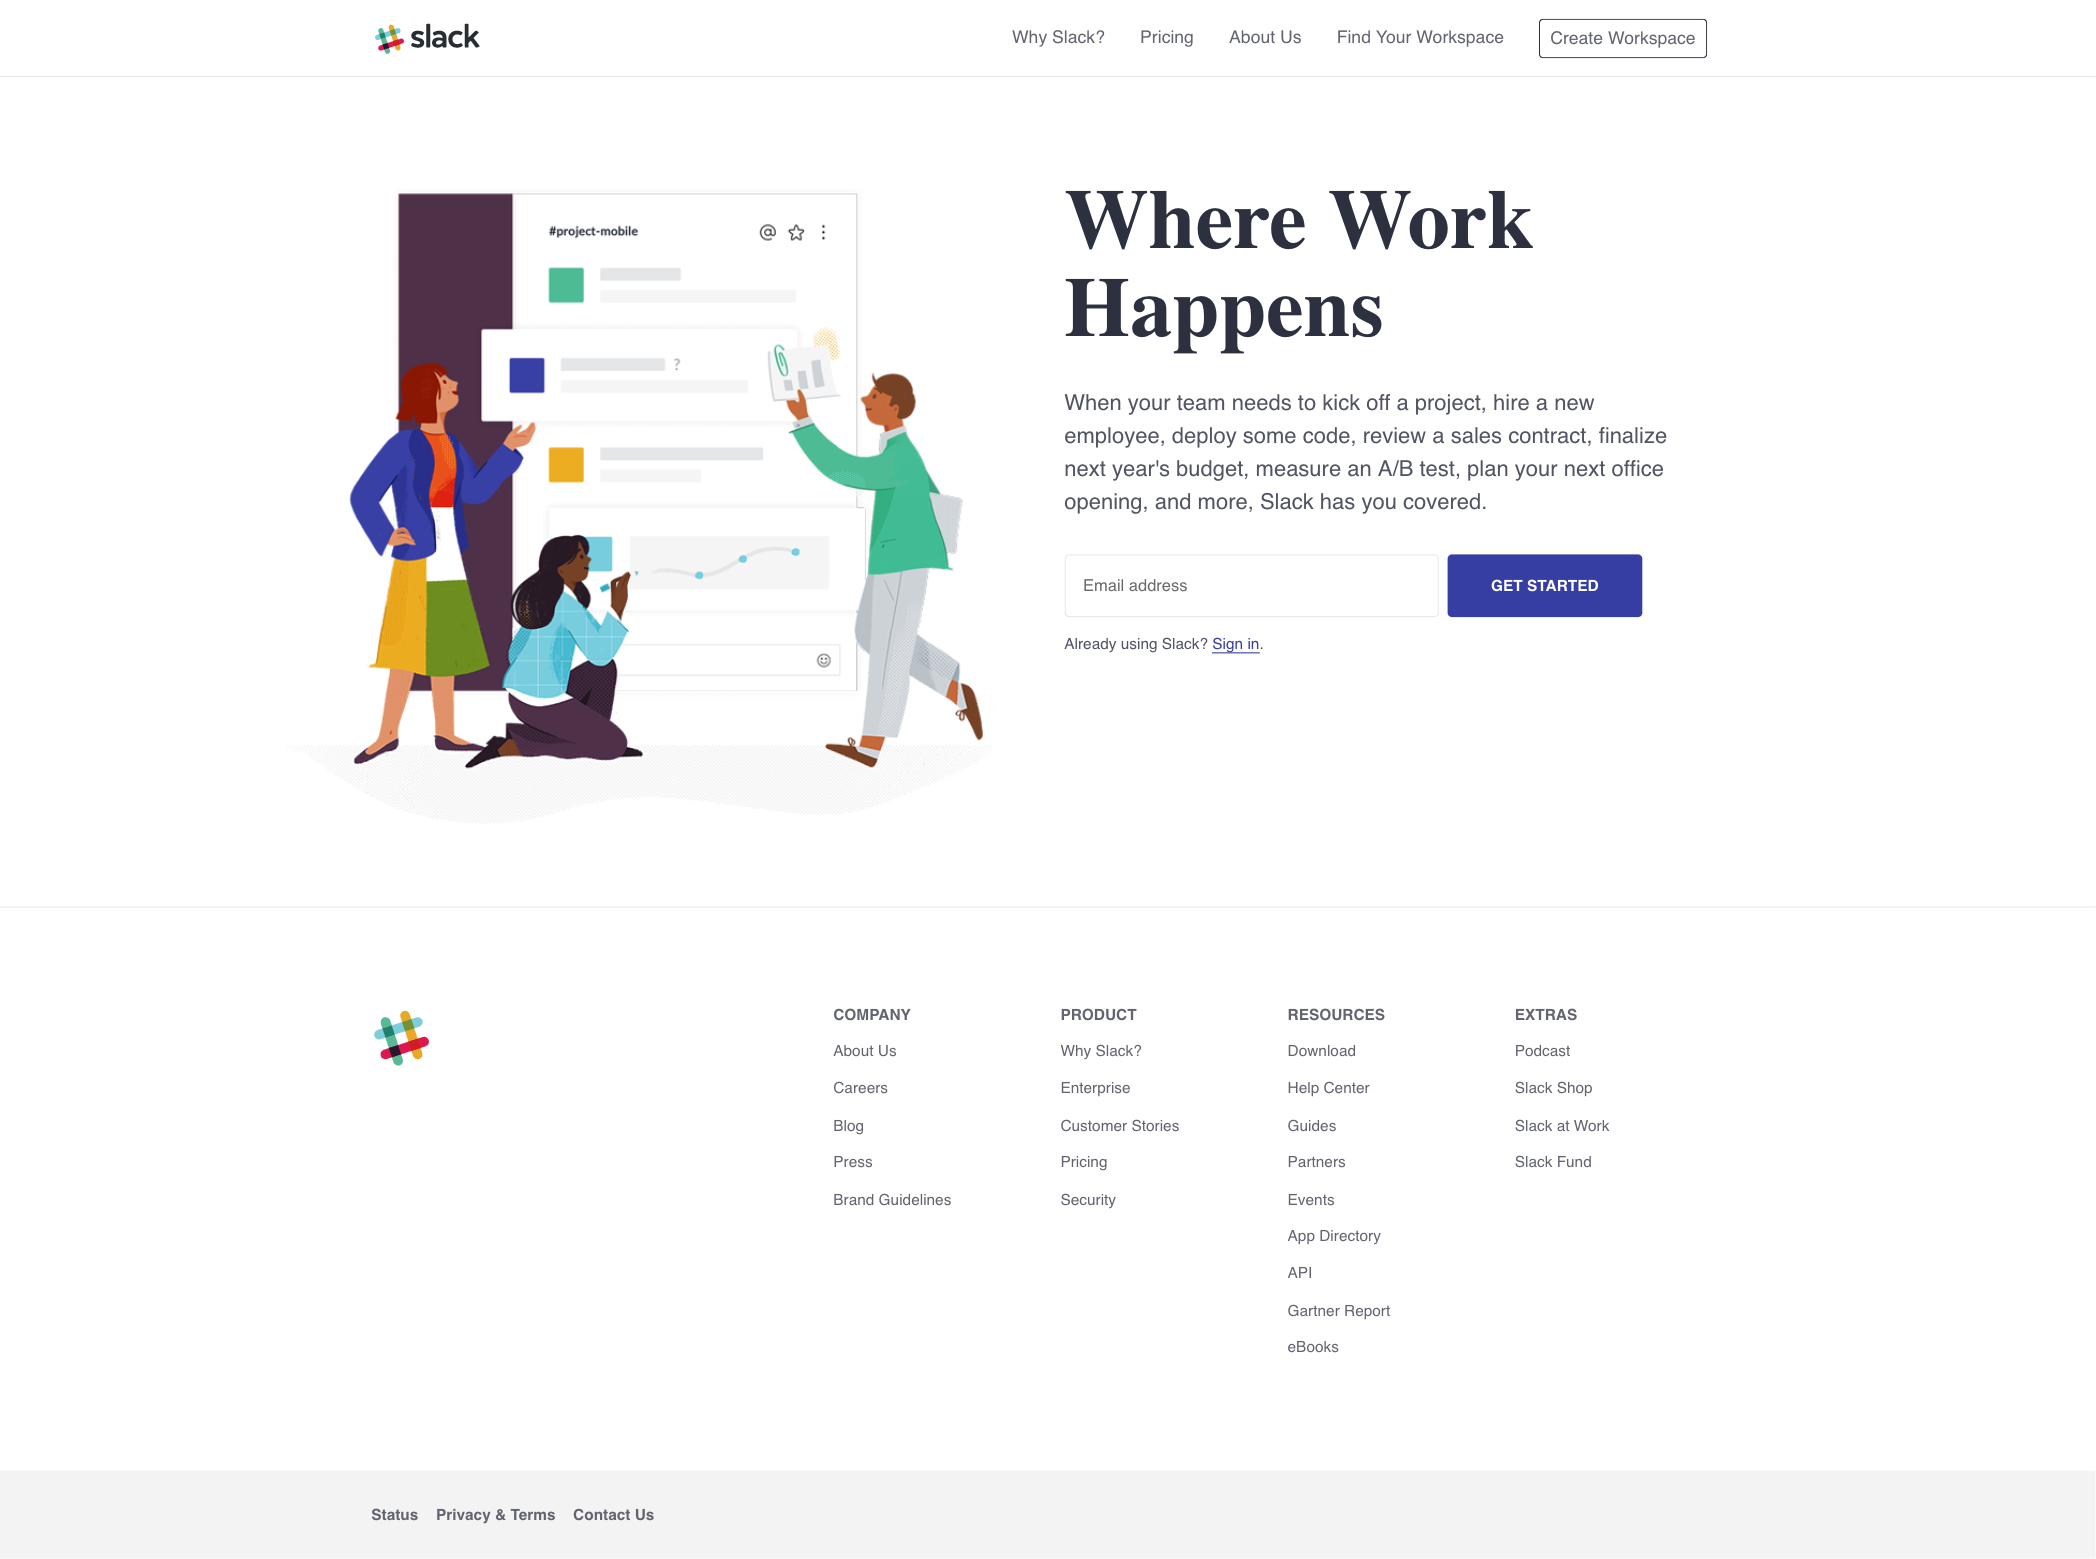 slack
Why Slack? Pricing About Us Find Your Workspace Create Workspace
#project-mobile
?
Where Work
Happens
When your team needs to kick off a project, hire a new
employee, deploy some code, review a sales contract, finalize
next year's budget, measure an A/B test, plan your next office
opening, and more, Slack has you covered.
Email address
GET STARTED
Already using Slack? Sign in.
COMPANY
About Us
Careers
Blog
Press
Brand Guidelines
PRODUCT
Why Slack?
Enterprise
Customer Stories
Pricing
Security
RESOURCES
Download
Help Center
Guides
Partners
Events
App Directory
API
Gartner Report
eBooks
EXTRAS
Podcast
Slack Shop
Slack at Work
Slack Fund
Status Privacy & Terms Contact Us